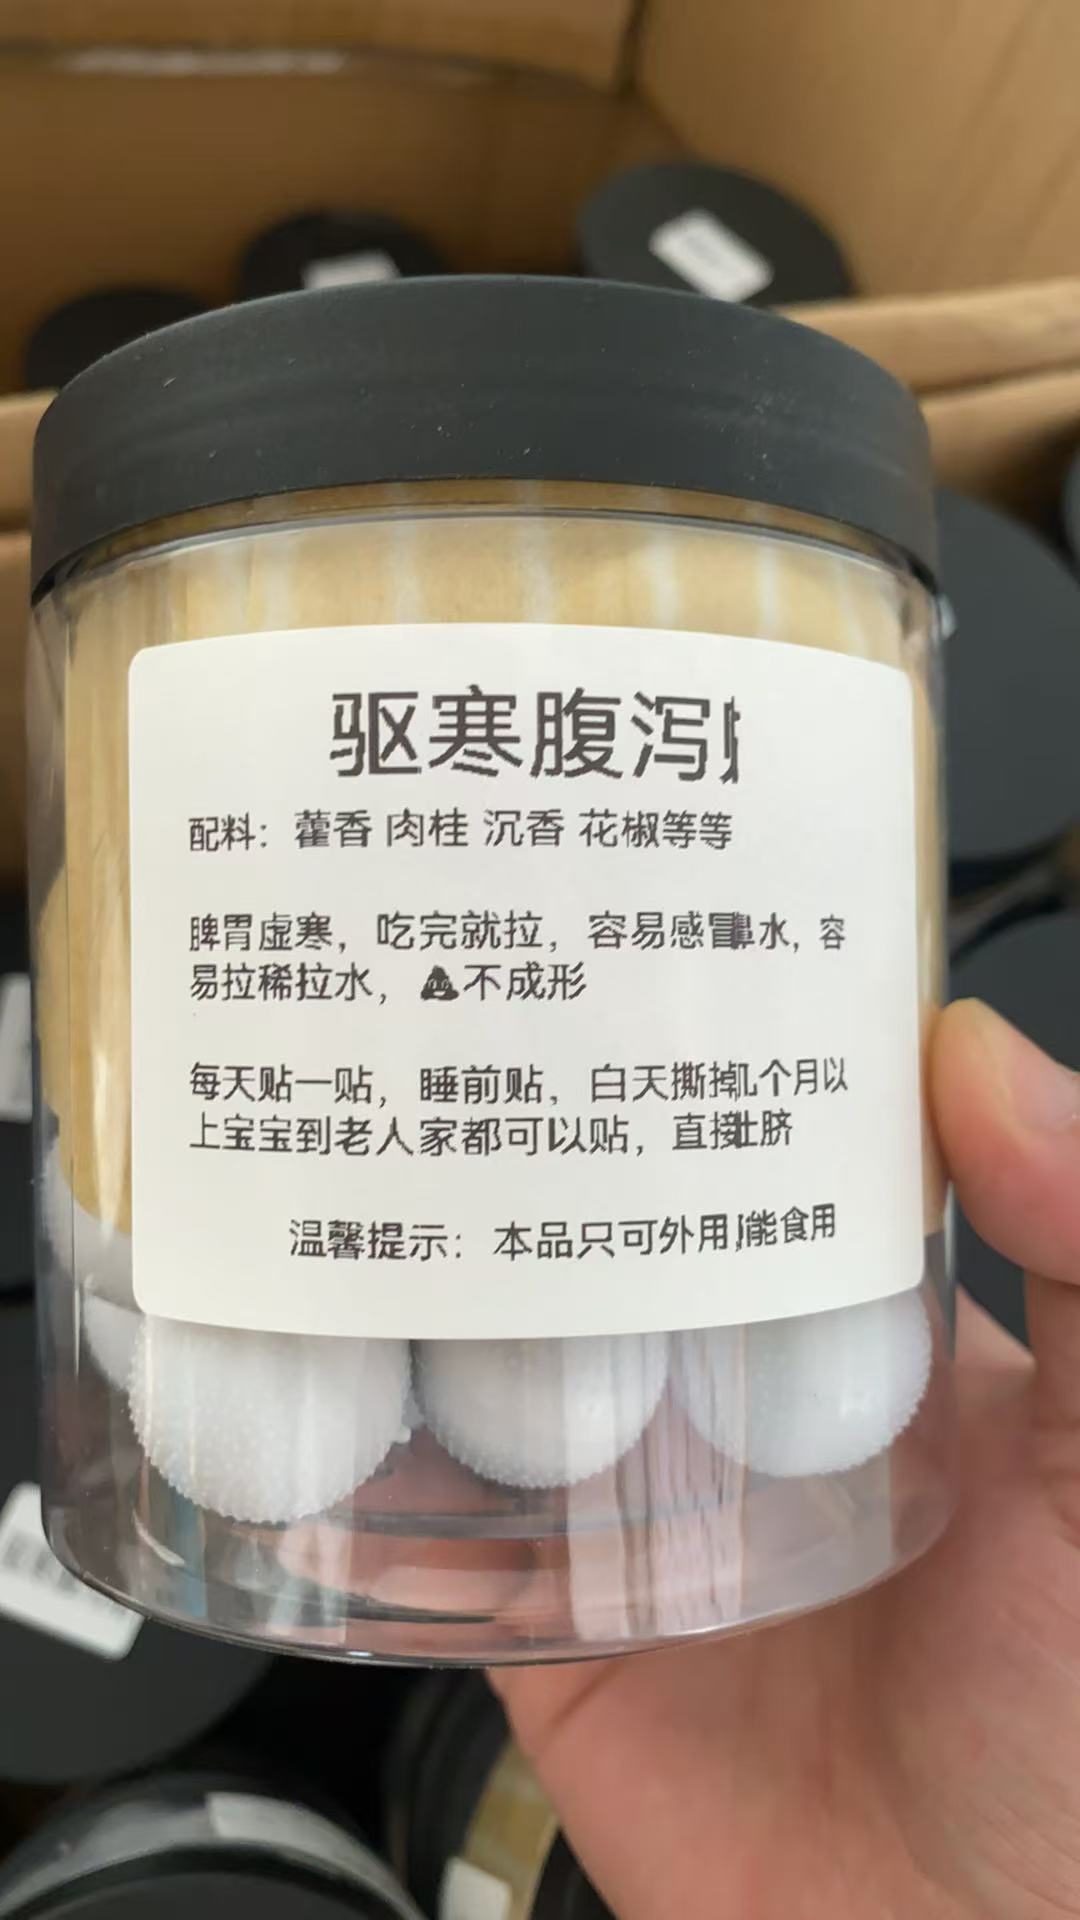 驱寒腹泻
配料：藿香 肉桂 沉香 花椒等等
脾胃虚寒，吃完就拉，容易感冒鼻水，容
易拉稀拉水，💩不成形
每天贴一贴，睡前贴，白天撕掉几个月以
上宝宝到老人家都可以贴，直接肚脐
温馨提示：本品只可外用 能食用